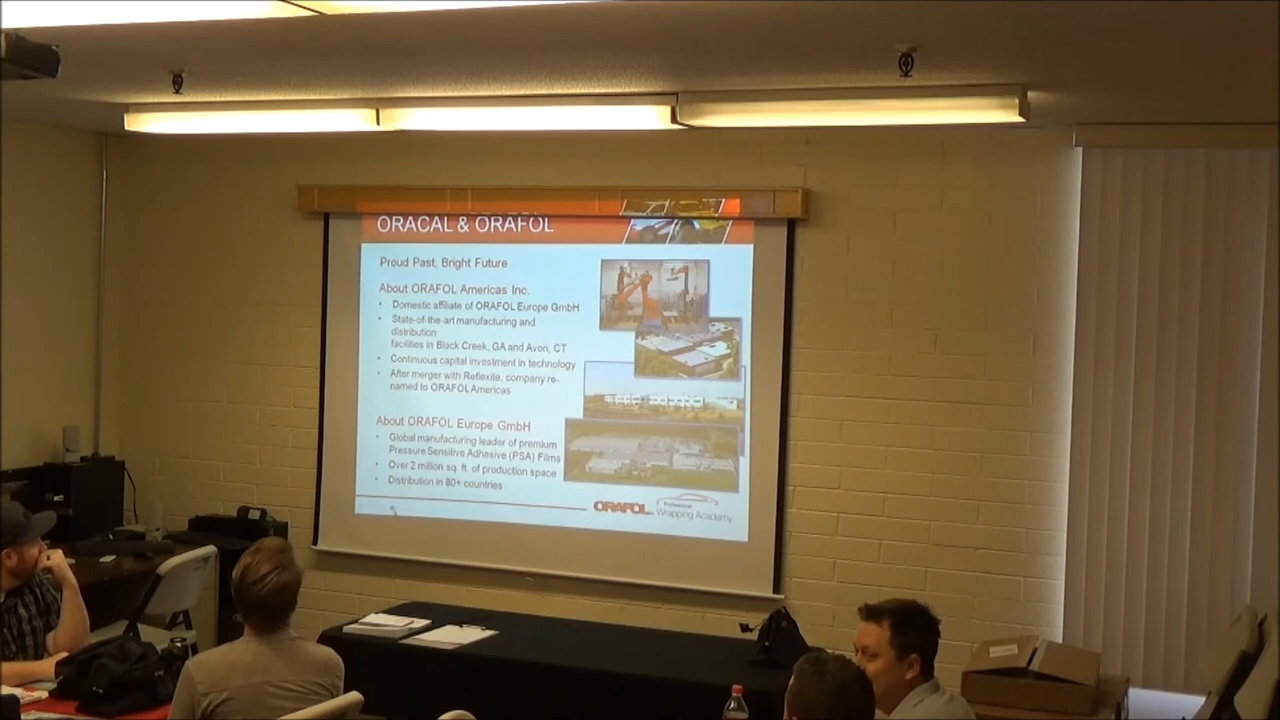 ORACAL & ORAFOL
Proud Past, Bright Future
About ORAFOL Americas Inc.
• Domestic affiliate of ORAFOL Europe GmbH
• State-of-the-art manufacturing and
distribution
facilities in Black Creek, GA and Avon, CT
• Continuous capital investment in technology
• After merger with Reflexite, company re-
named to ORAFOL Americas
About ORAFOL Europe GmbH
• Global manufacturing leader of premium
Pressure Sensitive Adhesive (PSA) Films
• Over 2 million sq. ft. of production space
• Distribution in 80+ countries
ORAFOL
Professional
Wrapping Academy